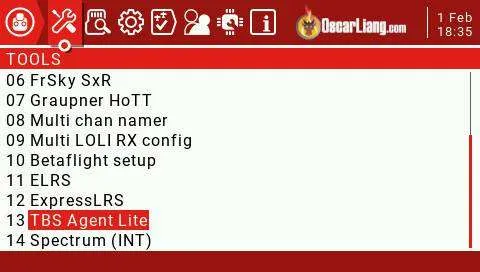 OscarLiang.com
1 Feb
18:35
TOOLS
06 FrSky SxR
07 Graupner HoTT
08 Multi chan namer
09 Multi LOLI RX config
10 Betaflight setup
11 ELRS
12 ExpressLRS
13 TBS Agent Lite
14 Spectrum (INT)